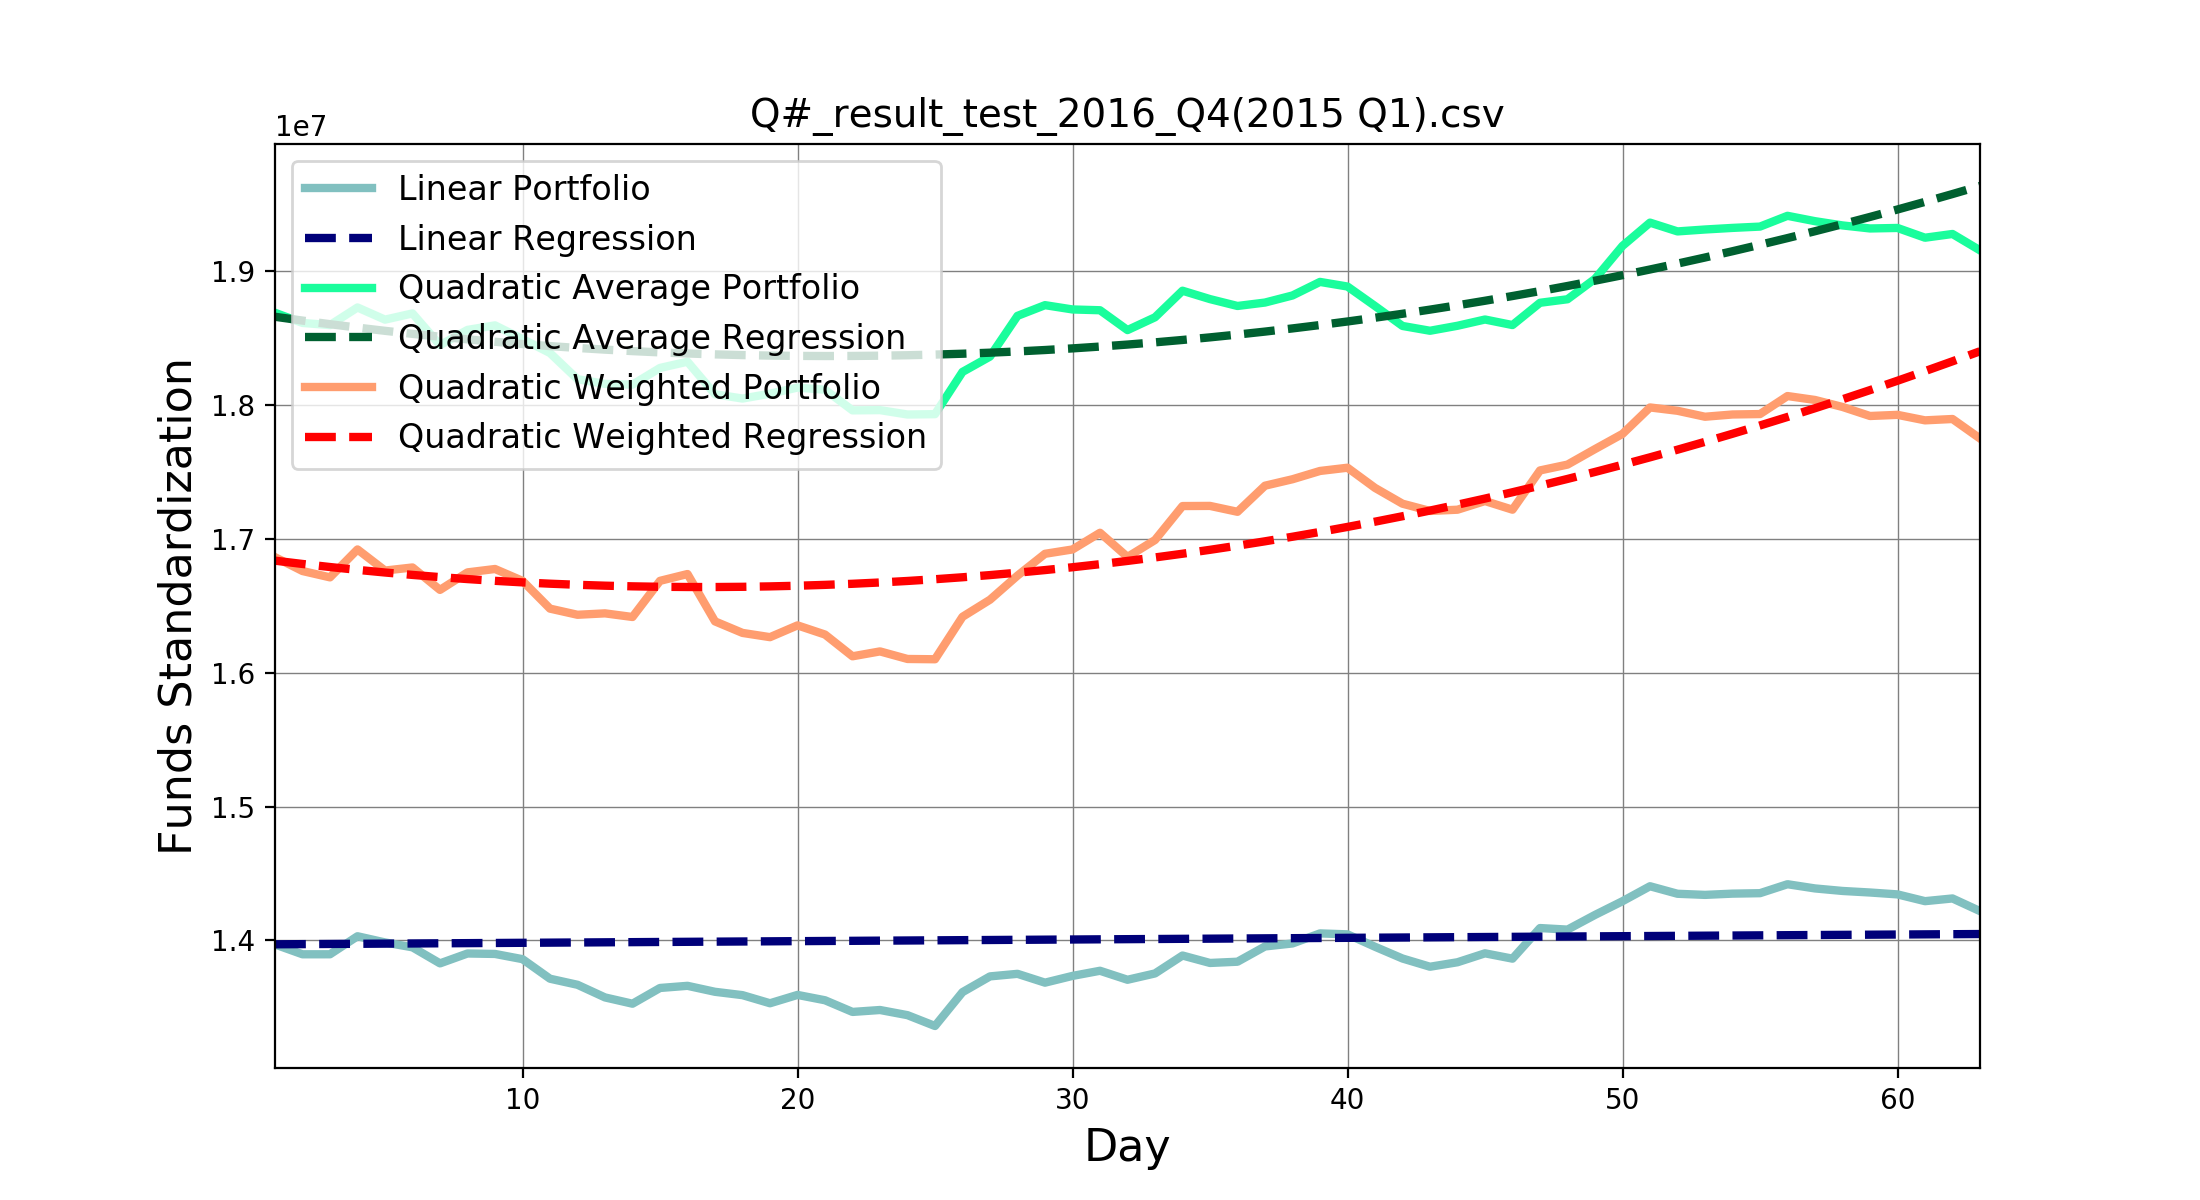 Q#_result_test_2016_Q4(2015 Q1).csv
1e7
Linear Portfolio
Linear Regression
Quadratic Average Portfolio
Quadratic Average Regression
Quadratic Weighted Portfolio
Quadratic Weighted Regression
Funds Standardization
1.9
1.8
1.7
1.6
1.5
1.4
10 20 30 40 50 60
Day